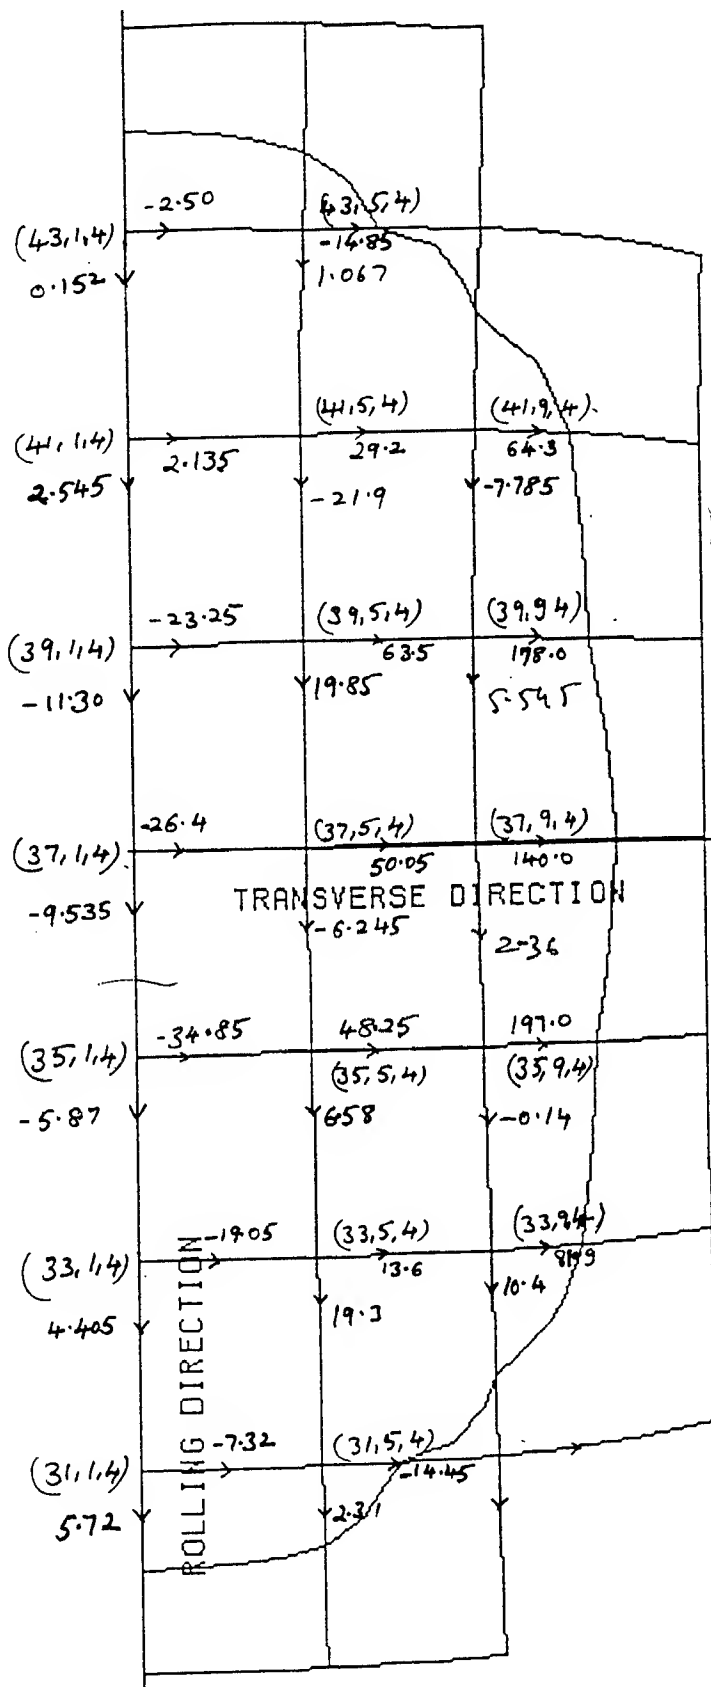 -2.50 (43,5,4)
(43,1,4) -14.85
0.152 1.067
(41,5,4) (41,9,4)
(41,1,4) 2.135 29.2 64.3
2.545 -21.9 -7.785
-23.25 (39,5,4) (39,9 4)
(39,1,4) 63.5 178.0
-11.30 19.85 5.545
-26.4 (37,5,4) (37,9,4)
(37,1,4) 50.05 140.0
TRANSVERSE DIRECTION
-9.535 -6.245 2.36
-34.85 48.25 197.0
(35,1,4) (35,5,4) (35,9,4)
-5.87 6.58 -0.14
-19.05 (33,5,4) (33,9,4)
(33,1,4) 13.6
4.405 19.3 10.4
ROLLING DIRECTION
-7.32 (31,5,4)
(31,1,4) -14.45
5.72 2.31